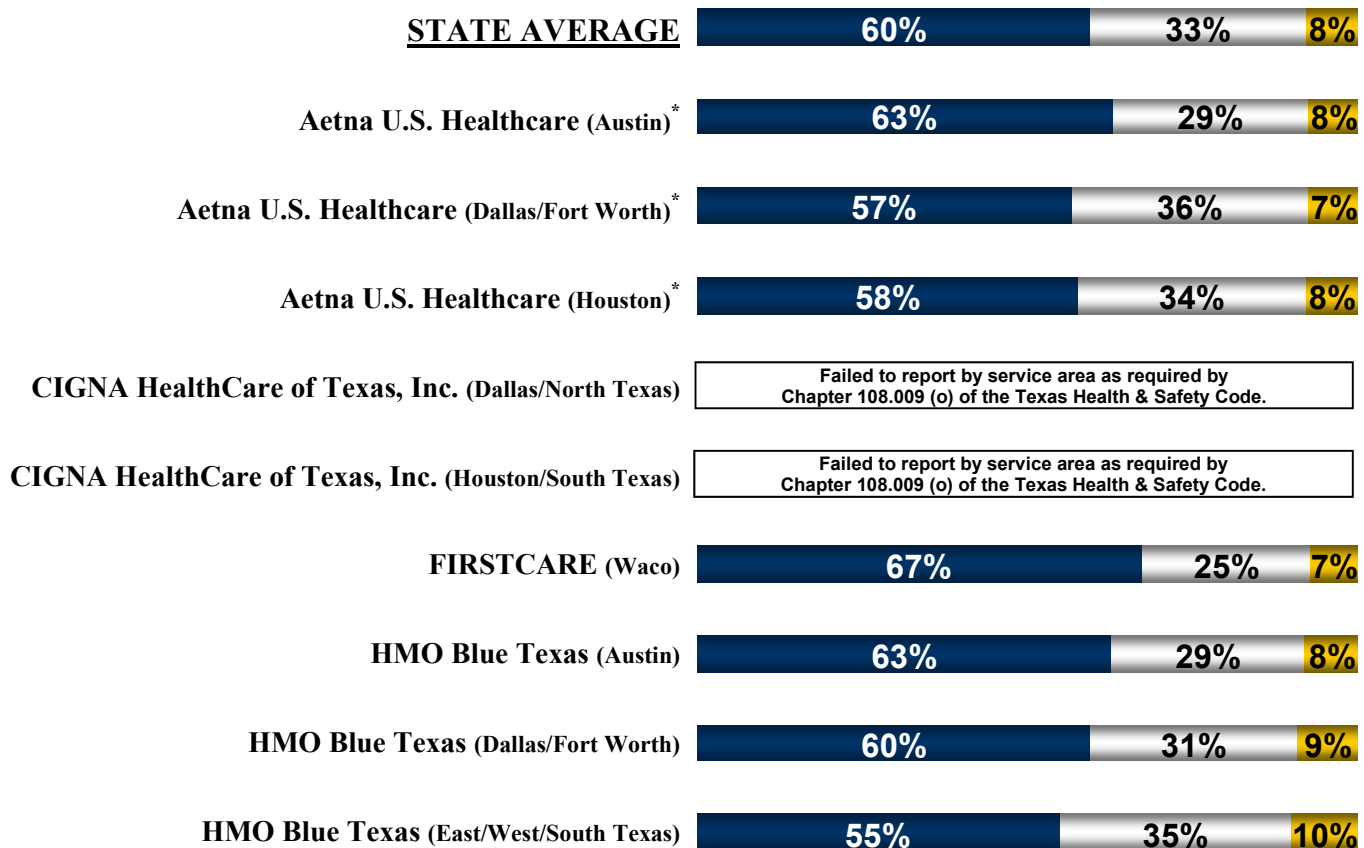 STATE AVERAGE 60% 33% 8%
Aetna U.S. Healthcare (Austin)* 63% 29% 8%
Aetna U.S. Healthcare (Dallas/Fort Worth)* 57% 36% 7%
Aetna U.S. Healthcare (Houston)* 58% 34% 8%
CIGNA HealthCare of Texas, Inc. (Dallas/North Texas)
Failed to report by service area as required by
Chapter 108.009 (o) of the Texas Health & Safety Code.
CIGNA HealthCare of Texas, Inc. (Houston/South Texas)
Failed to report by service area as required by
Chapter 108.009 (o) of the Texas Health & Safety Code.
FIRSTCARE (Waco) 67% 25% 7%
HMO Blue Texas (Austin) 63% 29% 8%
HMO Blue Texas (Dallas/Fort Worth) 60% 31% 9%
HMO Blue Texas (East/West/South Texas) 55% 35% 10%